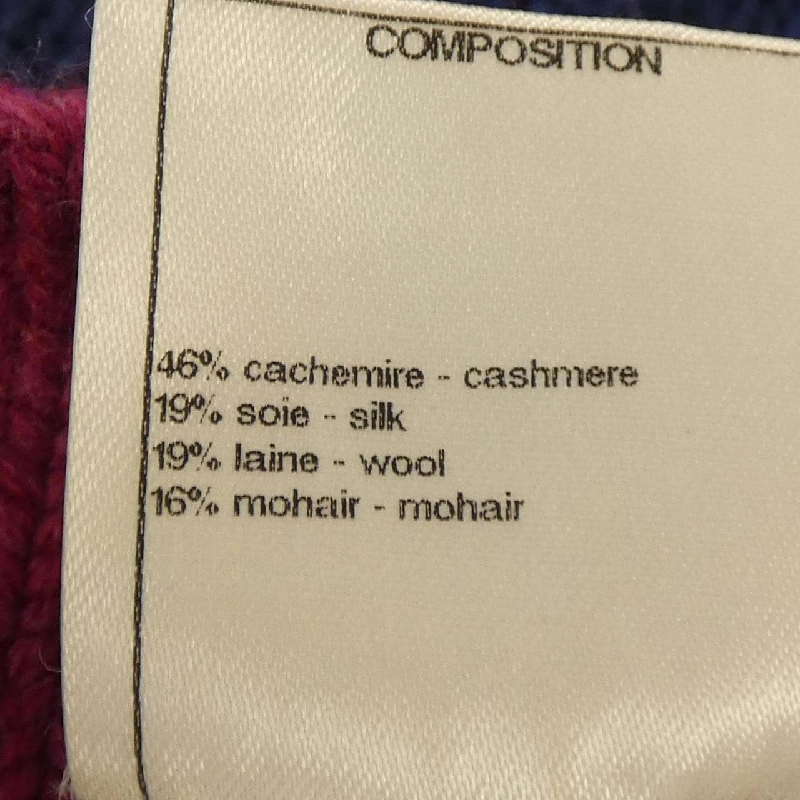 COMPOSITION
46% cachemire - cashmere
19% soie - silk
19% laine - wool
16% mohair - mohair